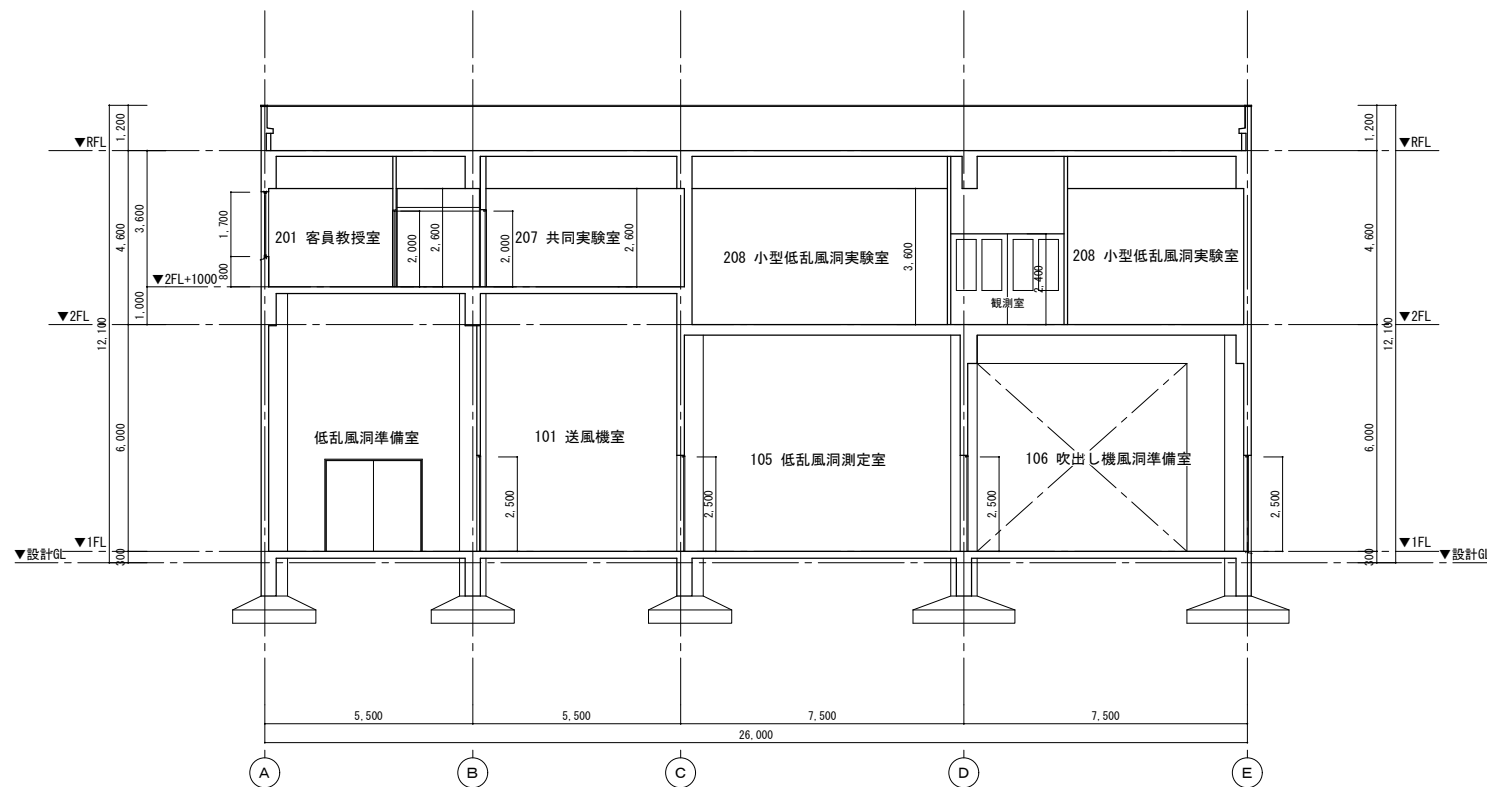 1,200
1,200
▼RFL
▼RFL
3,600
4,600
4,600
1,700
201 客員教授室
2,000
2,600
2,000
207 共同実験室
2,600
208 小型低乱風洞実験室
3,600
2,400
208 小型低乱風洞実験室
800
▼2FL+1000
観測室
1,000
▼2FL
▼2FL
12,100
12,100
6,000
6,000
低乱風洞準備室
101 送風機室
105 低乱風洞測定室
106 吹出し機風洞準備室
2,500
2,500
2,500
2,500
▼1FL
▼1FL
▼設計GL
▼設計GL
300
300
5,500
5,500
7,500
7,500
26,000
A
B
C
D
E